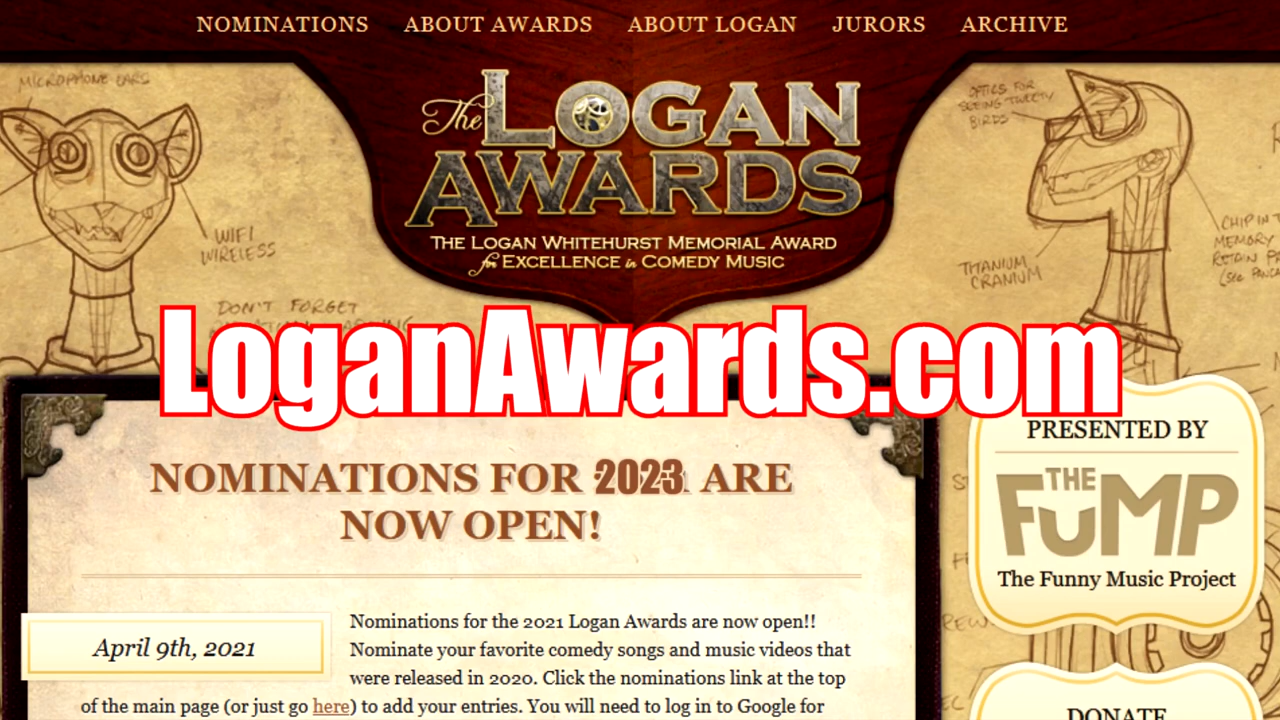 NOMINATIONS ABOUT AWARDS ABOUT LOGAN JURORS ARCHIVE
MICROPHONE EARS
The LOGAN
AWARDS
THE LOGAN WHITEHURST MEMORIAL AWARD
for EXCELLENCE in COMEDY MUSIC
OPTICS FOR
SEEING TWEETY
BIRDS
WIFI
WIRELESS
CHIP INT
MEMORY
TITANIUM
CRANIUM
DON'T FORGET
LoganAwards.com
PRESENTED BY
THE
FuMP
The Funny Music Project
NOMINATIONS FOR 2023 ARE
NOW OPEN!
April 9th, 2021
Nominations for the 2021 Logan Awards are now open!!
Nominate your favorite comedy songs and music videos that
were released in 2020. Click the nominations link at the top
of the main page (or just go here) to add your entries. You will need to log in to Google for
DONATE